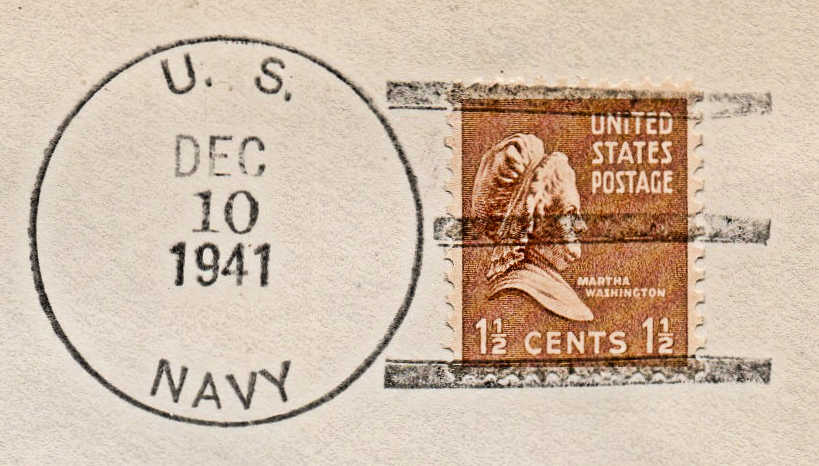 U. S.
DEC
10
1941
NAVY
UNITED
STATES
POSTAGE
MARTHA
WASHINGTON
1½ CENTS 1½